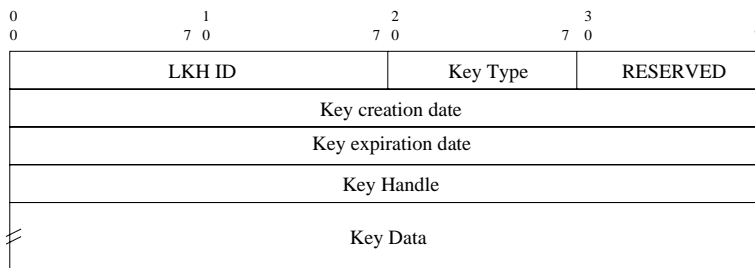 0 1 2 3
0 7 0 7 0 7 0
LKH ID Key Type RESERVED
Key creation date
Key expiration date
Key Handle
Key Data